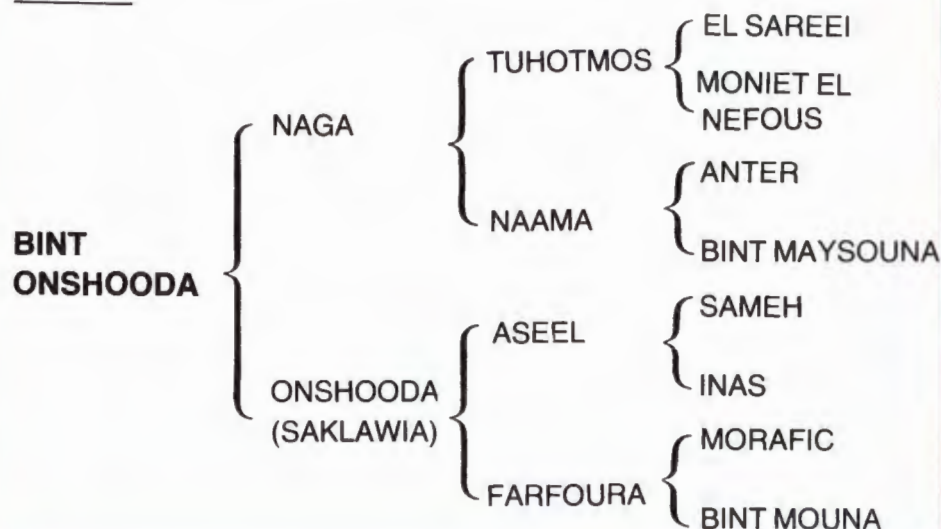 EL SAREEI
TUHOTMOS
MONIET EL
NEFOUS
NAGA
ANTER
NAAMA
BINT MAYSOUNA
BINT
ONSHOODA
SAMEH
ASEEL
INAS
ONSHOODA
(SAKLAWIA)
MORAFIC
FARFOURA
BINT MOUNA